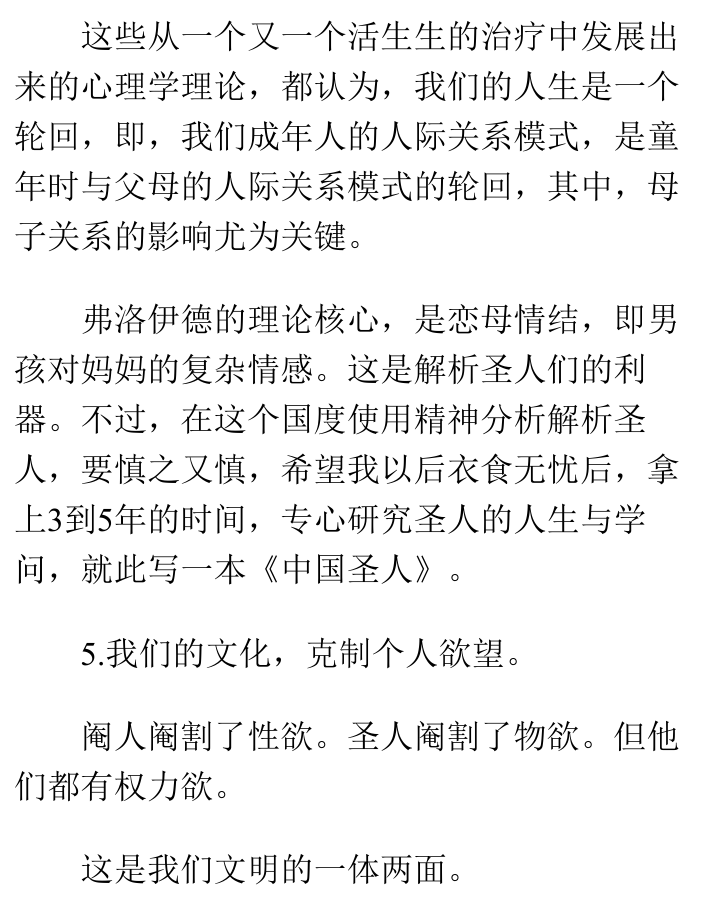 这些从一个又一个活生生的治疗中发展出
来的心理学理论，都认为，我们的人生是一个
轮回，即，我们成年人的人际关系模式，是童
年时与父母的人际关系模式的轮回，其中，母
子关系的影响尤为关键。
弗洛伊德的理论核心，是恋母情结，即男
孩对妈妈的复杂情感。这是解析圣人们的利
器。不过，在这个国度使用精神分析解析圣
人，要慎之又慎，希望我以后衣食无忧后，拿
上3到5年的时间，专心研究圣人的人生与学
问，就此写一本《中国圣人》。
5.我们的文化，克制个人欲望。
阉人阉割了性欲。圣人阉割了物欲。但他
们都有权力欲。
这是我们文明的一体两面。